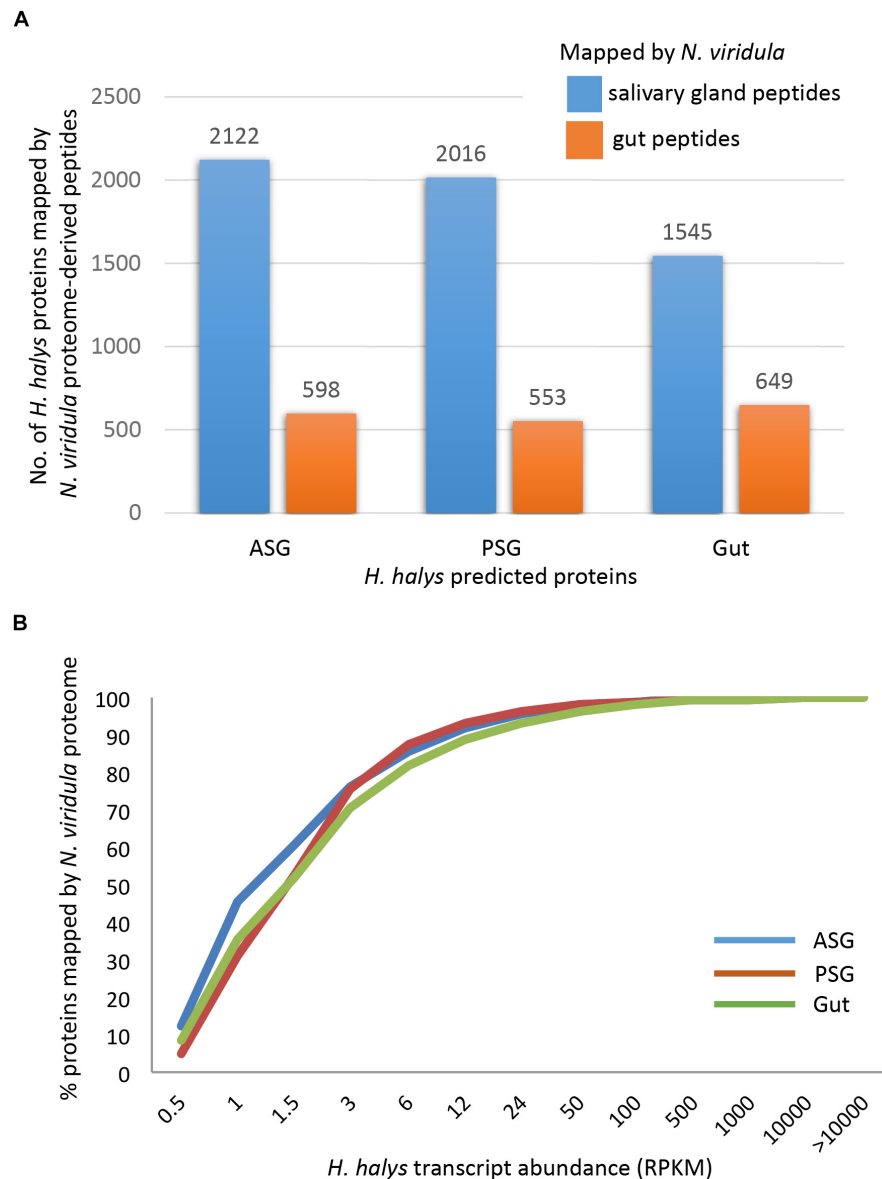 A
Mapped by N. viridula
salivary gland peptides
gut peptides
No. of H. halys proteins mapped by
N. viridula proteome-derived peptides
2500
2000
1500
1000
500
0
2122
598
2016
553
1545
649
ASG
PSG
Gut
H. halys predicted proteins
B
% proteins mapped by N. viridula proteome
100
90
80
70
60
50
40
30
20
10
0
ASG
PSG
Gut
0.5
1
1.5
3
6
12
24
50
100
500
1000
10000
>10000
H. halys transcript abundance (RPKM)